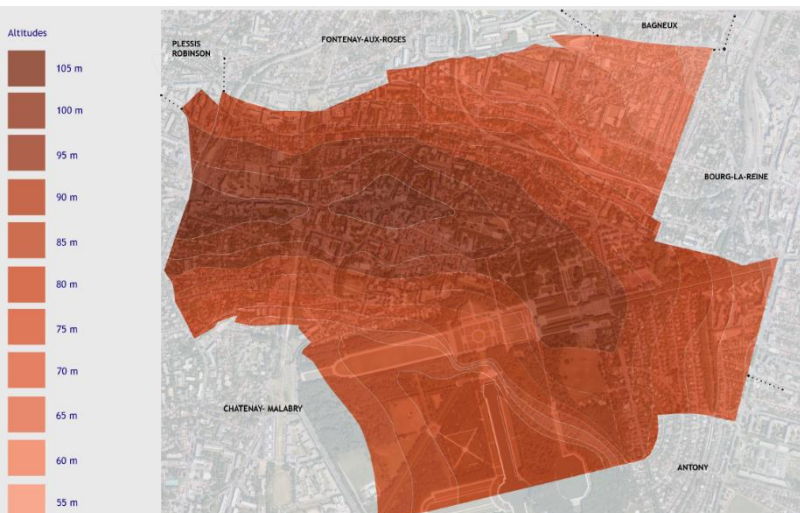 Altitudes
105 m
100 m
95 m
90 m
85 m
80 m
75 m
70 m
65 m
60 m
55 m
PLESSIS
ROBINSON
FONTENAY-AUX-ROSES
BAGNEUX
BOURG-LA-REINE
CHATENAY- MALABRY
ANTONY